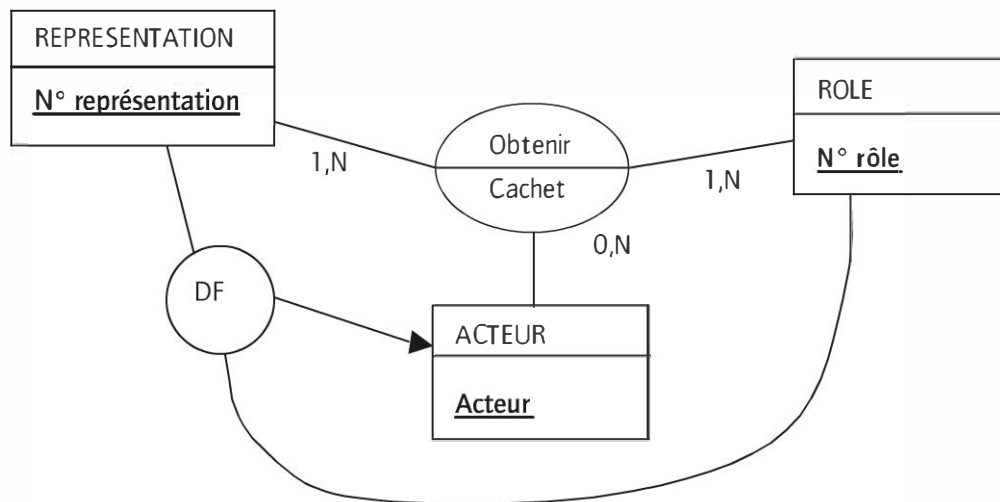 REPRESENTATION
N° représentation
ROLE
N° rôle
Obtenir
Cachet
1,N
1,N
0,N
DF
ACTEUR
Acteur